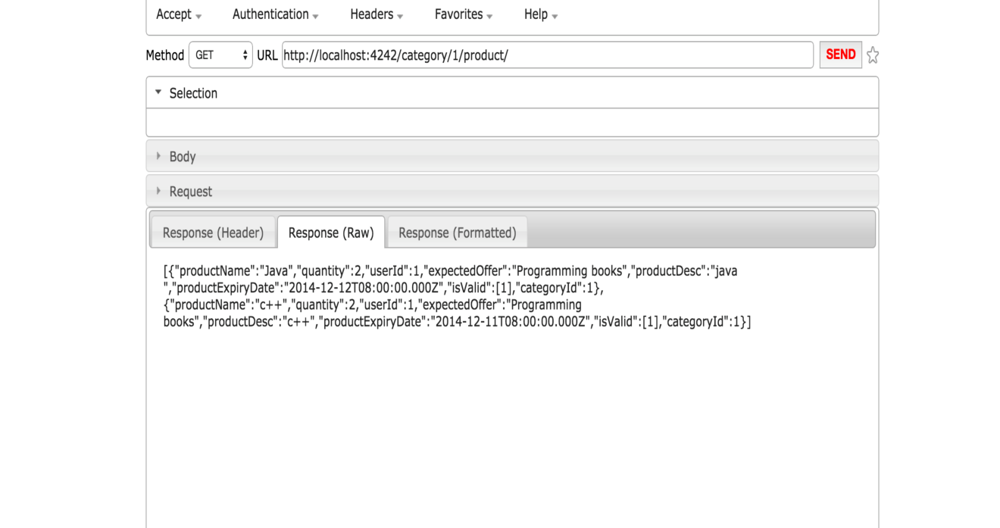 Accept Authentication Headers Favorites Help
Method GET URL http://localhost:4242/category/1/product/ SEND
Selection
Body
Request
Response (Header) Response (Raw) Response (Formatted)
[{"productName":"Java","quantity":2,"userId":1,"expectedOffer":"Programming books","productDesc":"java
","productExpiryDate":"2014-12-12T08:00:00.000Z","isValid":[1],"categoryId":1},
{"productName":"c++","quantity":2,"userId":1,"expectedOffer":"Programming
books","productDesc":"c++","productExpiryDate":"2014-12-11T08:00:00.000Z","isValid":[1],"categoryId":1}]